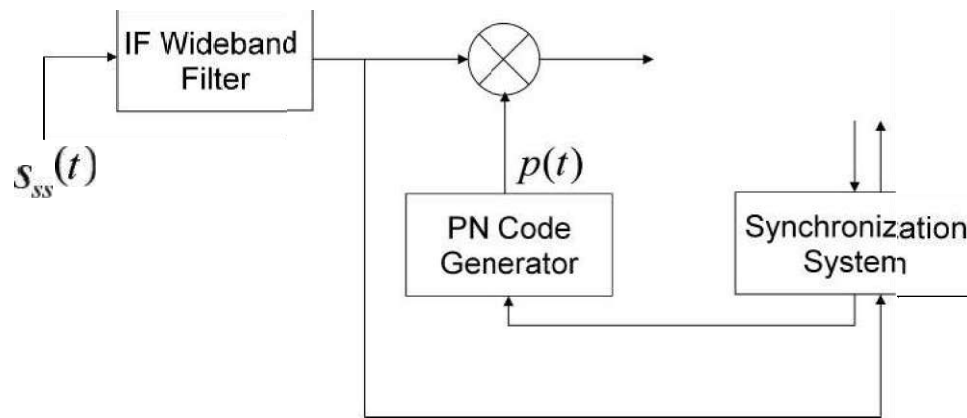 IF Wideband
Filter
s_ss(t)
p(t)
PN Code
Generator
Synchronization
System